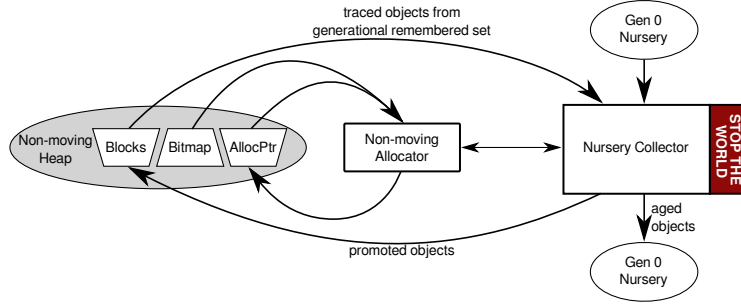 traced objects from
generational remembered set
Gen 0
Nursery
Non-moving
Heap
Blocks
Bitmap
AllocPtr
Non-moving
Allocator
Nursery Collector
STOP THE
WORLD
aged
objects
promoted objects
Gen 0
Nursery